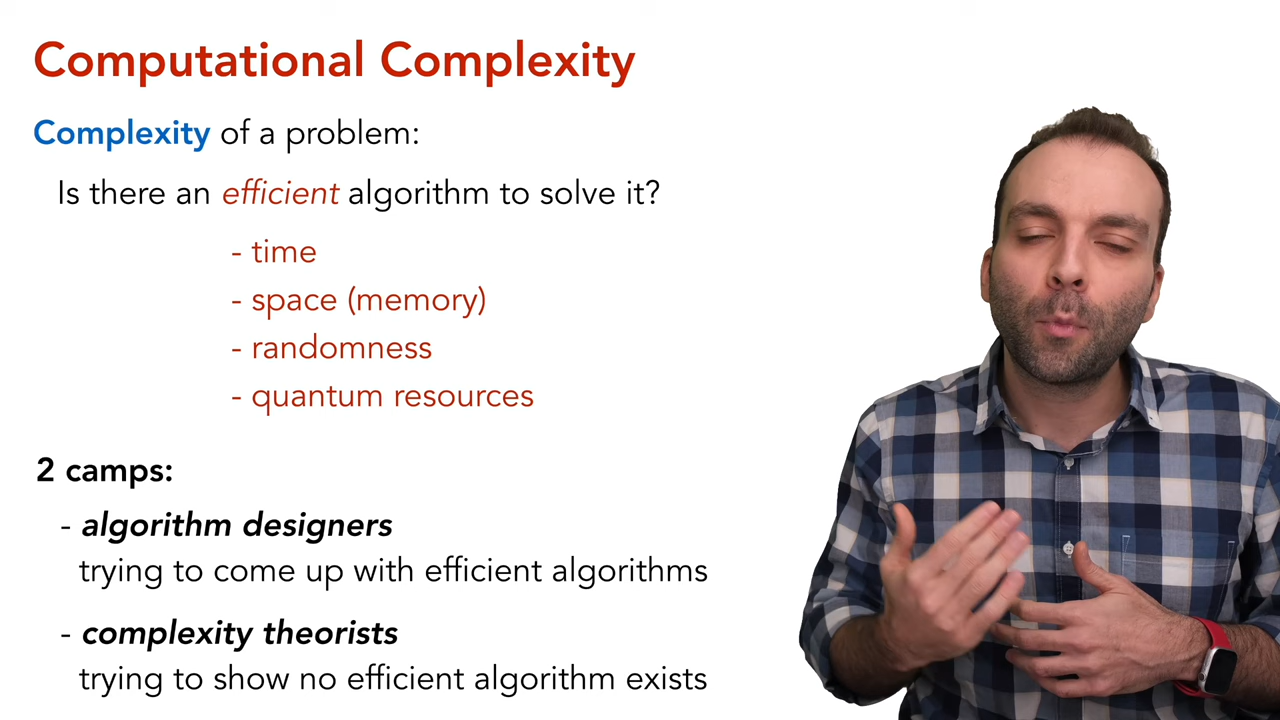 Computational Complexity
Complexity of a problem:
Is there an efficient algorithm to solve it?
- time
- space (memory)
- randomness
- quantum resources
2 camps:
- algorithm designers
trying to come up with efficient algorithms
- complexity theorists
trying to show no efficient algorithm exists